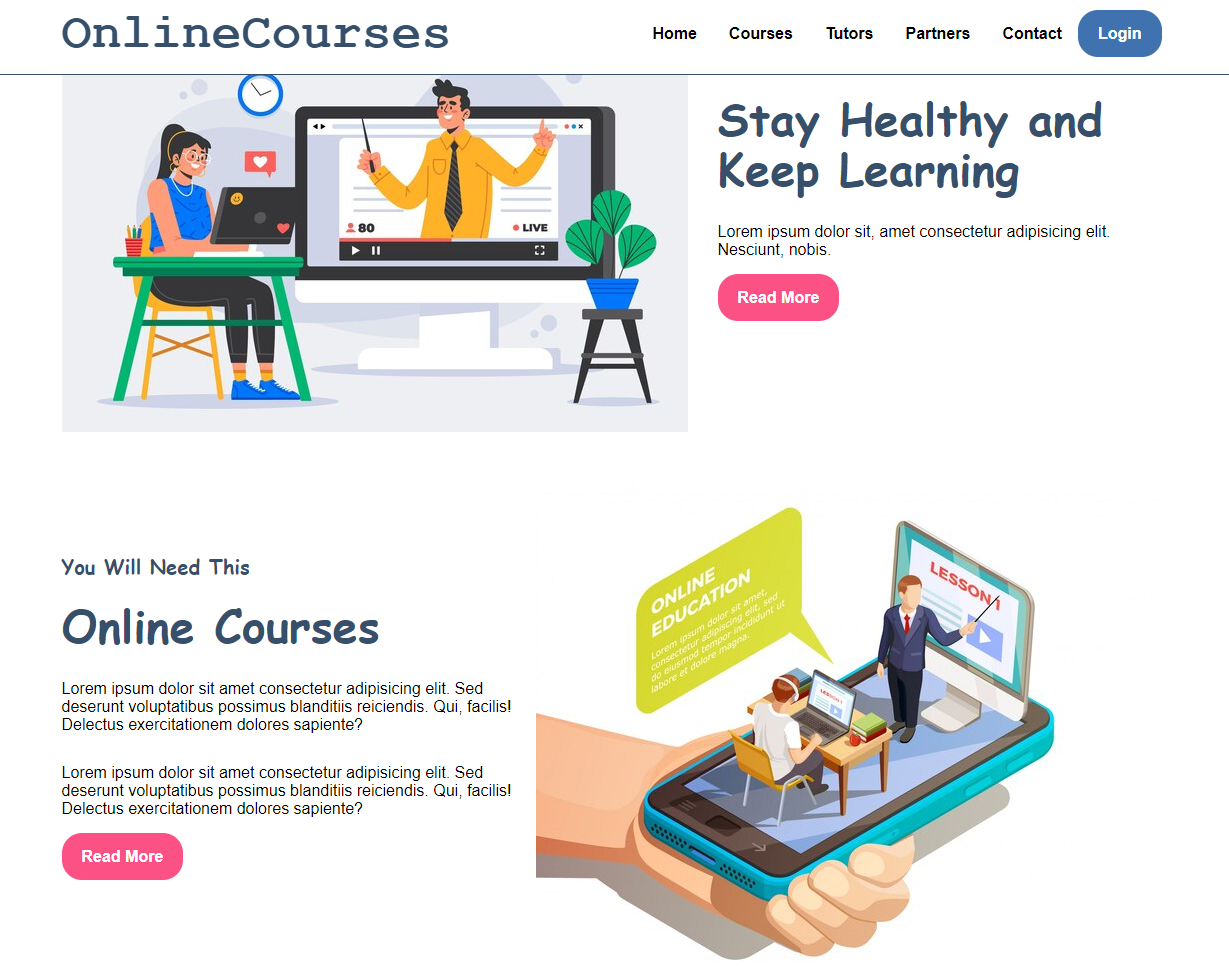 OnlineCourses
Home Courses Tutors Partners Contact Login
80
LIVE
Stay Healthy and
Keep Learning
Lorem ipsum dolor sit, amet consectetur adipisicing elit.
Nesciunt, nobis.
Read More
You Will Need This
Online Courses
Lorem ipsum dolor sit amet consectetur adipisicing elit. Sed
deserunt voluptatibus possimus blanditiis reiciendis. Qui, facilis!
Delectus exercitationem dolores sapiente?
Lorem ipsum dolor sit amet consectetur adipisicing elit. Sed
deserunt voluptatibus possimus blanditiis reiciendis. Qui, facilis!
Delectus exercitationem dolores sapiente?
Read More
ONLINE
EDUCATION
Lorem ipsum dolor sit amet,
consectetur adipiscing elit, sed
do eiusmod tempor incididunt ut
labore et dolore magna.
LESSON 1
LESSON 1